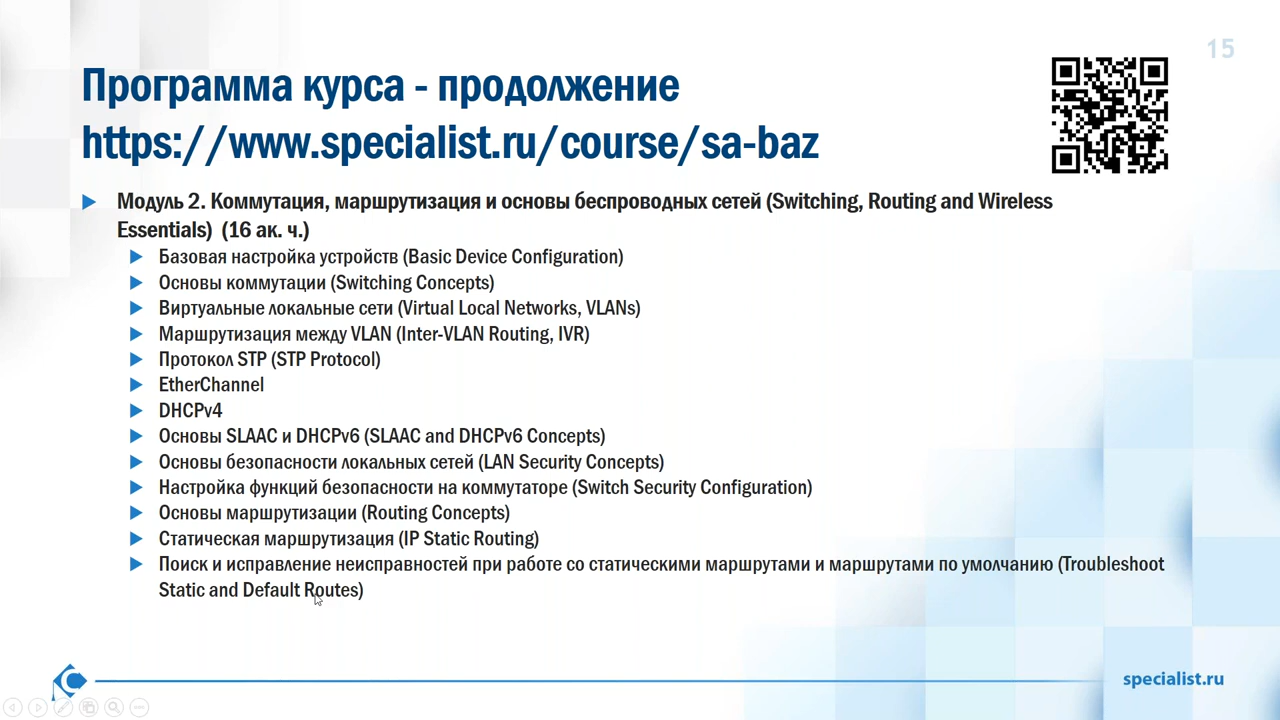 15
Программа курса - продолжение
https://www.specialist.ru/course/sa-baz
Модуль 2. Коммутация, маршрутизация и основы беспроводных сетей (Switching, Routing and Wireless
Essentials) (16 ак. ч.)
Базовая настройка устройств (Basic Device Configuration)
Основы коммутации (Switching Concepts)
Виртуальные локальные сети (Virtual Local Networks, VLANs)
Маршрутизация между VLAN (Inter-VLAN Routing, IVR)
Протокол STP (STP Protocol)
EtherChannel
DHCPv4
Основы SLAAC и DHCPv6 (SLAAC and DHCPv6 Concepts)
Основы безопасности локальных сетей (LAN Security Concepts)
Настройка функций безопасности на коммутаторе (Switch Security Configuration)
Основы маршрутизации (Routing Concepts)
Статическая маршрутизация (IP Static Routing)
Поиск и исправление неисправностей при работе со статическими маршрутами и маршрутами по умолчанию (Troubleshoot
Static and Default Routes)
specialist.ru